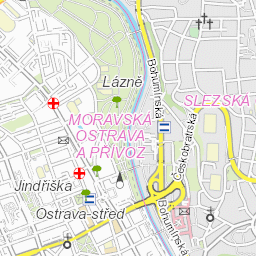 Lázně
Bohumínská
SLEZSKÁ
MORAVSKÁ
OSTRAVA
A PŘÍVOZ
Českobratrská
Jindřiška
Ostrava-střed
Bohumínská